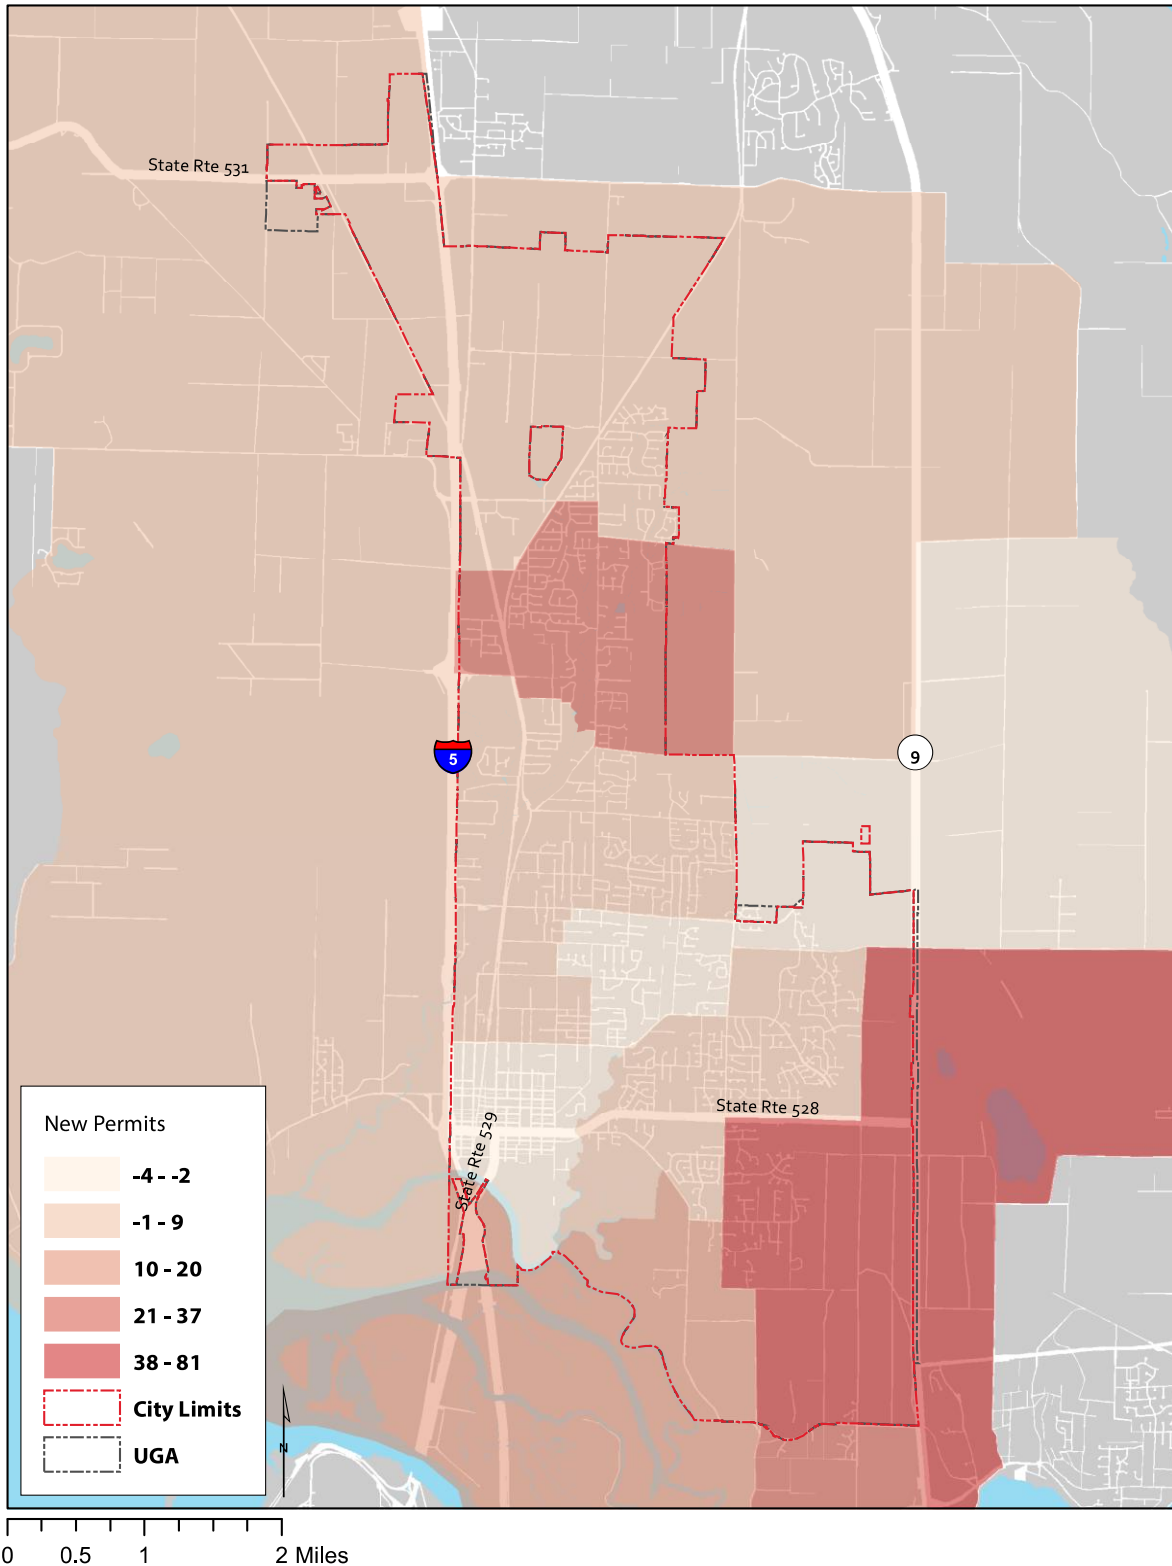 State Rte 531
5
9
State Rte 528
State Rte 529
New Permits
-4 - -2
-1 - 9
10 - 20
21 - 37
38 - 81
City Limits
UGA
N
0 0.5 1 2 Miles